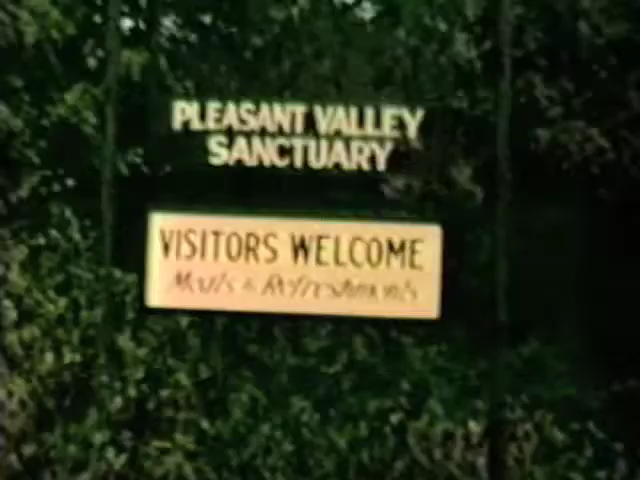 PLEASANT VALLEY
SANCTUARY
VISITORS WELCOME
Meals & Refreshments